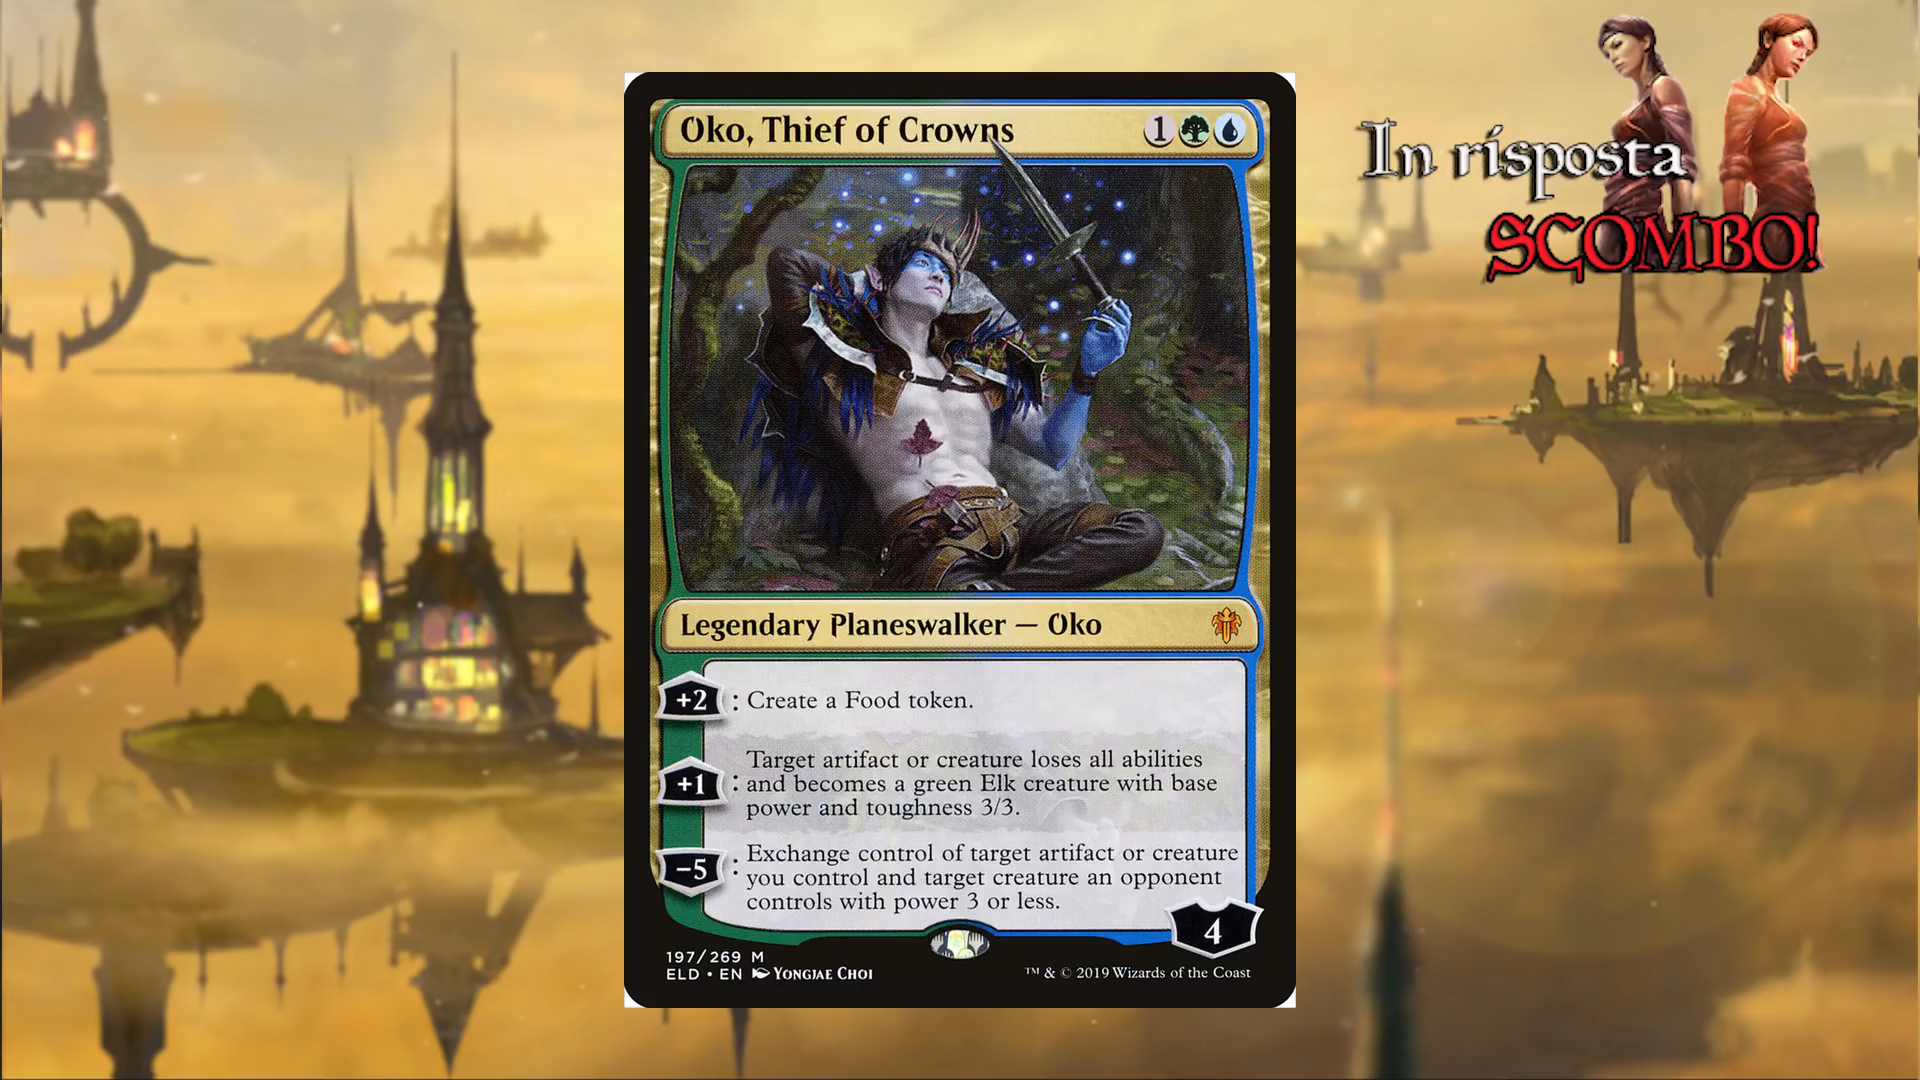 In rísposta
SCOMBO!
Oko, Thief of Crowns 1
Legendary Planeswalker — Oko
+2 : Create a Food token.
+1 : Target artifact or creature loses all abilities
and becomes a green Elk creature with base
power and toughness 3/3.
−5 : Exchange control of target artifact or creature
you control and target creature an opponent
controls with power 3 or less.
4
197/269 M
ELD • EN Yongjae Choi
™ & © 2019 Wizards of the Coast